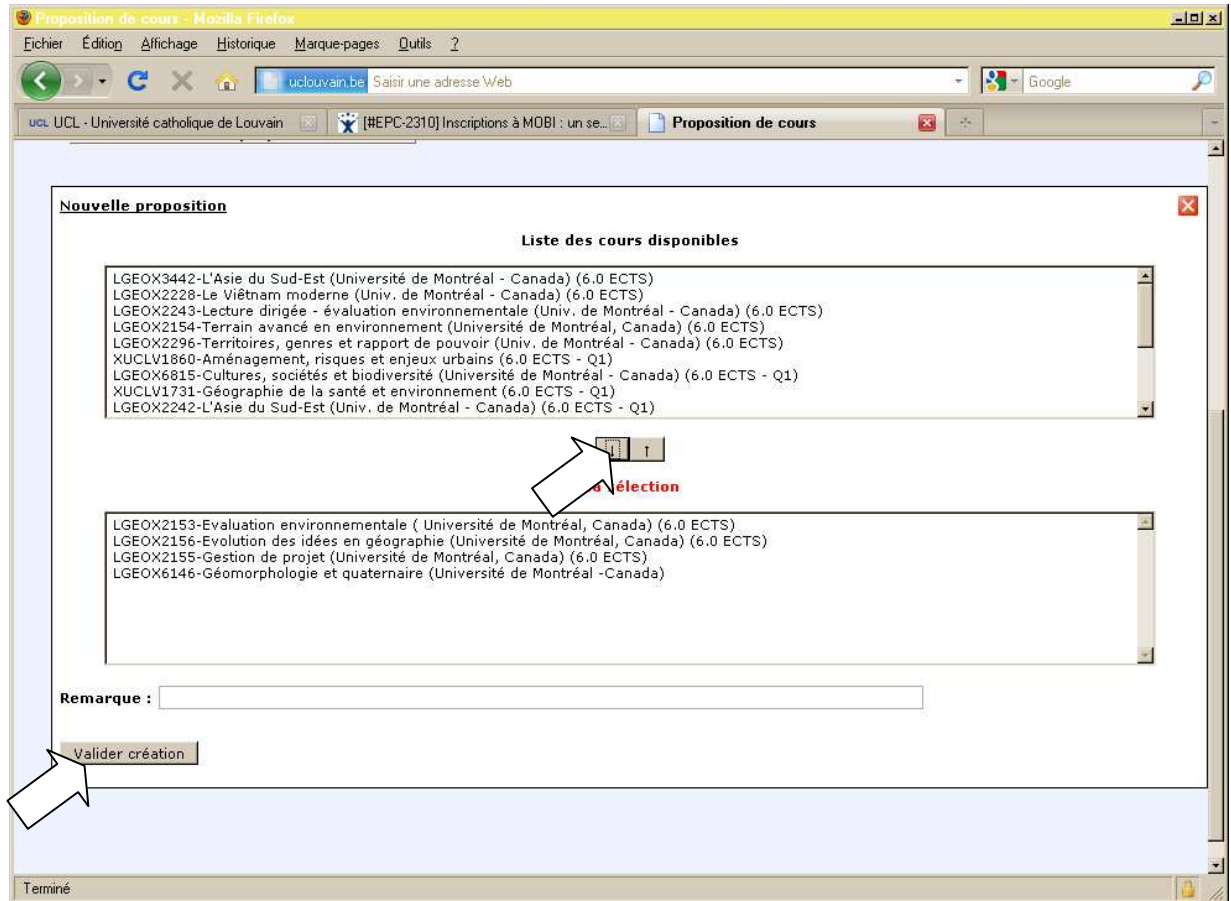 Proposition de cours - Mozilla Firefox
Fichier Édition Affichage Historique Marque-pages Outils ?
uclouvain.be Saisir une adresse Web Google
UCL UCL - Université catholique de Louvain [#EPC-2310] Inscriptions à MOBI : un se... Proposition de cours
Nouvelle proposition
Liste des cours disponibles
LGEOX3442-L'Asie du Sud-Est (Université de Montréal - Canada) (6.0 ECTS)
LGEOX2228-Le Viêtnam moderne (Univ. de Montréal - Canada) (6.0 ECTS)
LGEOX2243-Lecture dirigée - évaluation environnementale (Univ. de Montréal - Canada) (6.0 ECTS)
LGEOX2154-Terrain avancé en environnement (Université de Montréal, Canada) (6.0 ECTS)
LGEOX2296-Territoires, genres et rapport de pouvoir (Univ. de Montréal - Canada) (6.0 ECTS)
XUCLV1860-Aménagement, risques et enjeux urbains (6.0 ECTS - Q1)
LGEOX6815-Cultures, sociétés et biodiversité (Université de Montréal - Canada) (6.0 ECTS - Q1)
XUCLV1731-Géographie de la santé et environnement (6.0 ECTS - Q1)
LGEOX2242-L'Asie du Sud-Est (Univ. de Montréal - Canada) (6.0 ECTS - Q1)
↓ ↑
sélection
LGEOX2153-Evaluation environnementale ( Université de Montréal, Canada) (6.0 ECTS)
LGEOX2156-Evolution des idées en géographie (Université de Montréal, Canada) (6.0 ECTS)
LGEOX2155-Gestion de projet (Université de Montréal, Canada) (6.0 ECTS)
LGEOX6146-Géomorphologie et quaternaire (Université de Montréal -Canada)
Remarque :
Valider création
Terminé